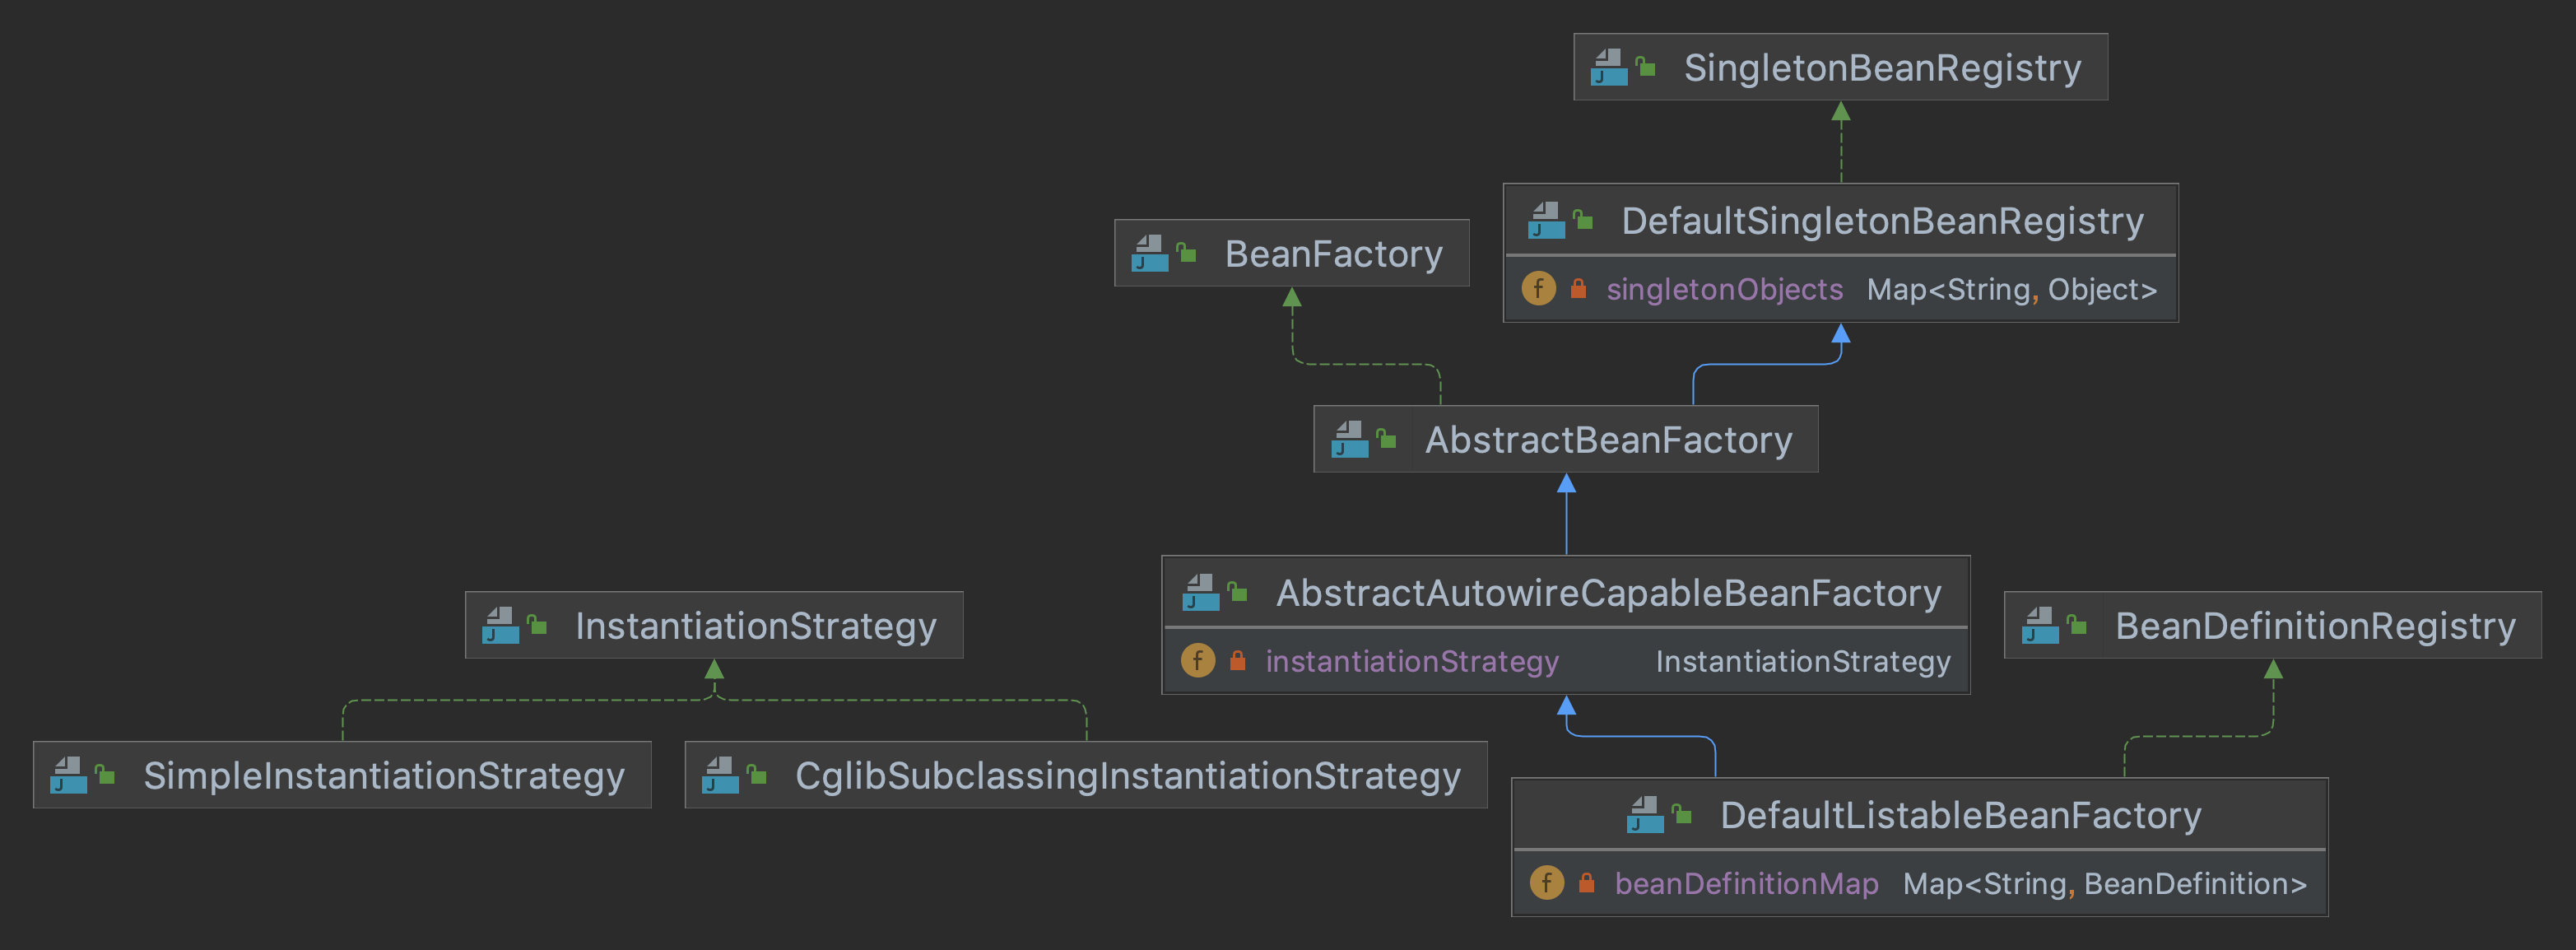 SingletonBeanRegistry
DefaultSingletonBeanRegistry
f singletonObjects Map<String, Object>
BeanFactory
AbstractBeanFactory
AbstractAutowireCapableBeanFactory
f instantiationStrategy InstantiationStrategy
InstantiationStrategy
BeanDefinitionRegistry
SimpleInstantiationStrategy
CglibSubclassingInstantiationStrategy
DefaultListableBeanFactory
f beanDefinitionMap Map<String, BeanDefinition>